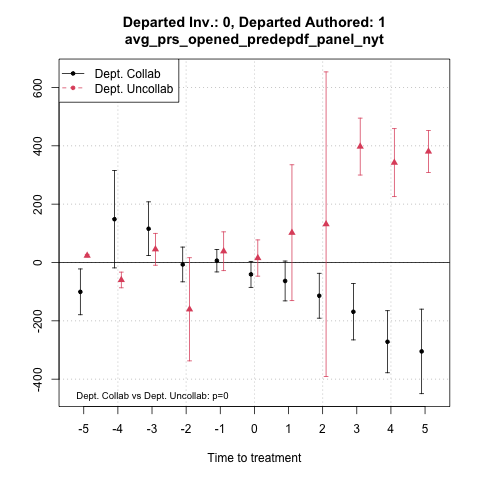 Departed Inv.: 0, Departed Authored: 1
avg_prs_opened_predepdf_panel_nyt
Dept. Collab
Dept. Uncollab
600
400
200
0
-200
-400
Dept. Collab vs Dept. Uncollab: p=0
-5 -4 -3 -2 -1 0 1 2 3 4 5
Time to treatment